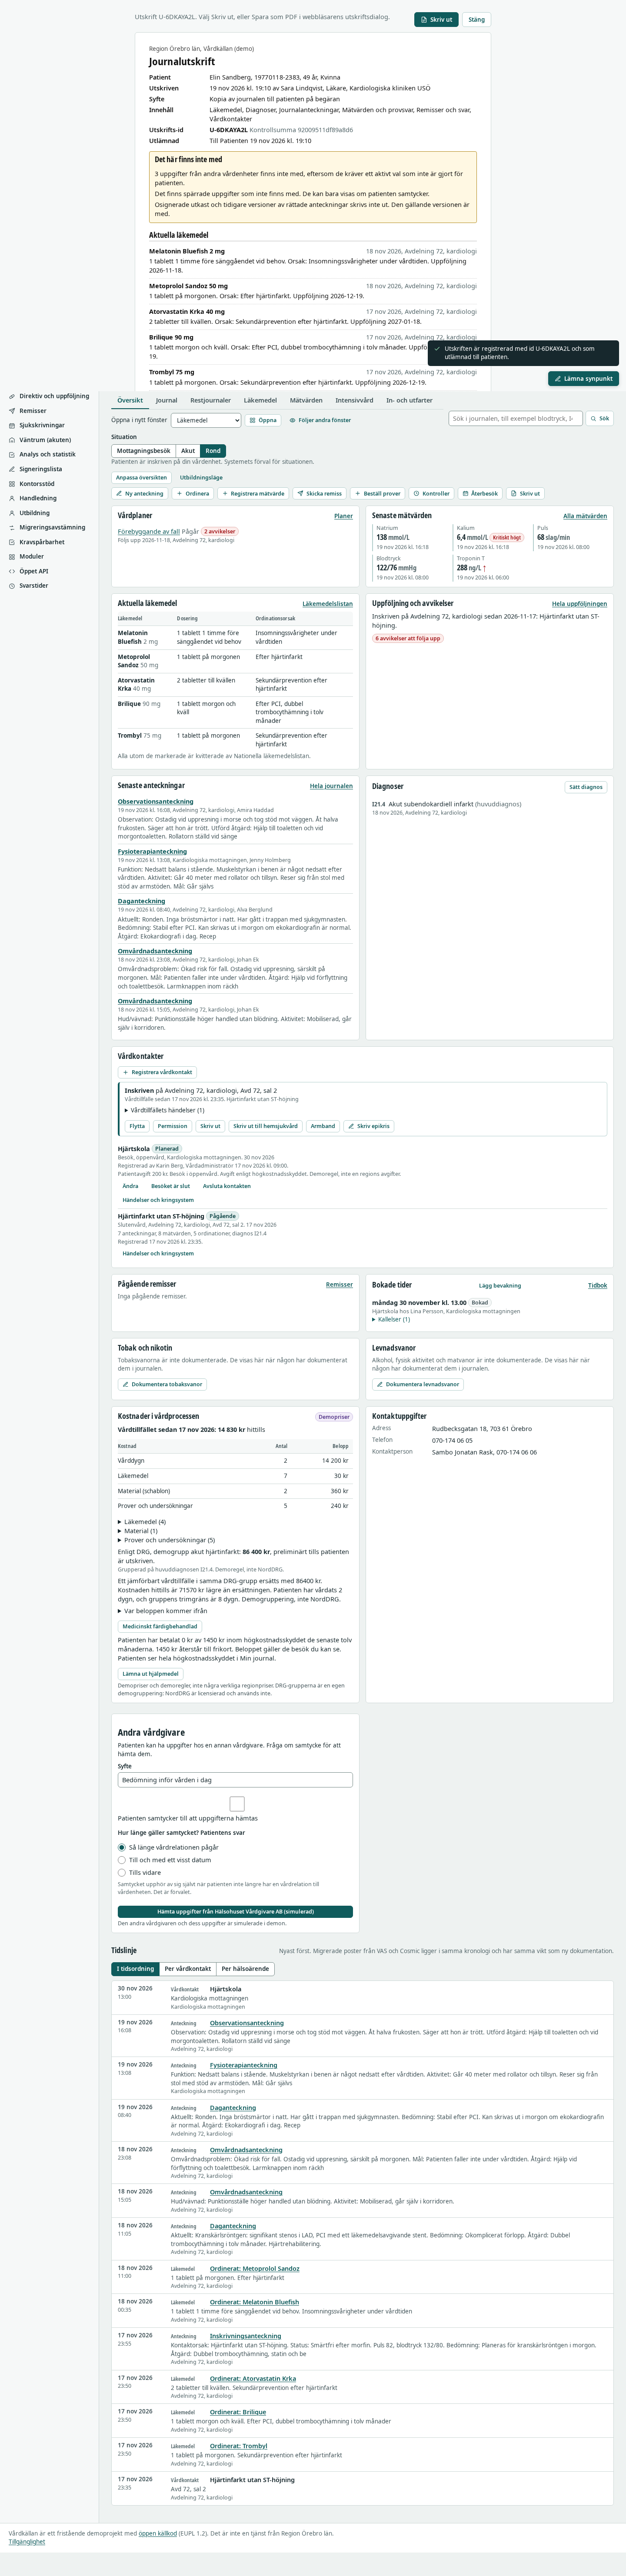 Utskrift U-6DKAYA2L. Välj Skriv ut, eller Spara som PDF i webbläsarens utskriftsdialog.
Skriv ut
Stäng
Region Örebro län, Vårdkällan (demo)
Journalutskrift
Patient Elin Sandberg, 19770118-2383, 49 år, Kvinna
Utskriven 19 nov 2026 kl. 19:10 av Sara Lindqvist, Läkare, Kardiologiska kliniken USÖ
Syfte Kopia av journalen till patienten på begäran
Innehåll Läkemedel, Diagnoser, Journalanteckningar, Mätvärden och provsvar, Remisser och svar,
Vårdkontakter
Utskrifts-id U-6DKAYA2L Kontrollsumma 92009511df89a8d6
Utlämnad Till Patienten 19 nov 2026 kl. 19:10
Det här finns inte med
3 uppgifter från andra vårdenheter finns inte med, eftersom de kräver ett aktivt val som inte är gjort för
patienten.
Det finns spärrade uppgifter som inte finns med. De kan bara visas om patienten samtycker.
Osignerade utkast och tidigare versioner av rättade anteckningar skrivs inte ut. Den gällande versionen är
med.
Aktuella läkemedel
Melatonin Bluefish 2 mg 18 nov 2026, Avdelning 72, kardiologi
1 tablett 1 timme före sänggåendet vid behov. Orsak: Insomningssvårigheter under vårdtiden. Uppföljning
2026-11-18.
Metoprolol Sandoz 50 mg 18 nov 2026, Avdelning 72, kardiologi
1 tablett på morgonen. Orsak: Efter hjärtinfarkt. Uppföljning 2026-12-19.
Atorvastatin Krka 40 mg 17 nov 2026, Avdelning 72, kardiologi
2 tabletter till kvällen. Orsak: Sekundärprevention efter hjärtinfarkt. Uppföljning 2027-01-18.
Brilique 90 mg 17 nov 2026, Avdelning 72, kardiologi
1 tablett morgon och kväll. Orsak: Efter PCI, dubbel trombocythämning i tolv månader. Uppf
19.
Trombyl 75 mg
1 tablett på morgonen. Orsak: Sekundärprevention efter hjärtinfarkt. Uppföljning 2026-12-19.
Utskriften är registrerad med id U-6DKAYA2L och som
utlämnad till patienten.
Lämna synpunkt
Direktiv och uppföljning
Remisser
Sjukskrivningar
Väntrum (akuten)
Analys och statistik
Signeringslista
Kontorsstöd
Handledning
Utbildning
Migreringsavstämning
Kravspårbarhet
Moduler
Öppet API
Svarstider
Översikt Journal Restjournaler Läkemedel Mätvärden Intensivvård In- och utfarter
Öppna i nytt fönster Läkemedel Öppna Följer andra fönster
Sök i journalen, till exempel blodtryck,
Sök
Situation
Mottagningsbesök Akut Rond
Patienten är inskriven på din vårdenhet. Systemets förval för situationen.
Anpassa översikten Utbildningsläge
Ny anteckning Ordinera Registrera mätvärde Skicka remiss Beställ prover Kontroller Återbesök Skriv ut
Vårdplaner Planer
Förebyggande av fall Pågår 2 avvikelser
Följs upp 2026-11-18, Avdelning 72, kardiologi
Senaste mätvärden Alla mätvärden
Natrium Kalium Puls
138 mmol/L 6,4 mmol/L Kritiskt högt 68 slag/min
19 nov 2026 kl. 16:18 19 nov 2026 kl. 16:18 19 nov 2026 kl. 08:00
Blodtryck Troponin T
122/76 mmHg 288 ng/L ↑
19 nov 2026 kl. 08:00 19 nov 2026 kl. 06:00
Aktuella läkemedel Läkemedelslistan
Läkemedel Dosering Ordinationsorsak
Melatonin Bluefish 2 mg 1 tablett 1 timme före sänggåendet vid behov Insomningssvårigheter under vårdtiden
Metoprolol Sandoz 50 mg 1 tablett på morgonen Efter hjärtinfarkt
Atorvastatin Krka 40 mg 2 tabletter till kvällen Sekundärprevention efter hjärtinfarkt
Brilique 90 mg 1 tablett morgon och kväll Efter PCI, dubbel trombocythämning i tolv månader
Trombyl 75 mg 1 tablett på morgonen Sekundärprevention efter hjärtinfarkt
Alla utom de markerade är kvitterade av Nationella läkemedelslistan.
Uppföljning och avvikelser Hela uppföljningen
Inskriven på Avdelning 72, kardiologi sedan 2026-11-17: Hjärtinfarkt utan ST-
höjning.
6 avvikelser att följa upp
Senaste anteckningar Hela journalen
Observationsanteckning
19 nov 2026 kl. 16:08, Avdelning 72, kardiologi, Amira Haddad
Observation: Ostadig vid uppresning i morse och tog stöd mot väggen. Åt halva
frukosten. Säger att hon är trött. Utförd åtgärd: Hjälp till toaletten och vid
morgontoaletten. Rollatorn ställd vid sänge
Fysioterapianteckning
19 nov 2026 kl. 13:08, Kardiologiska mottagningen, Jenny Holmberg
Funktion: Nedsatt balans i stående. Muskelstyrkan i benen är något nedsatt efter
vårdtiden. Aktivitet: Går 40 meter med rollator och tillsyn. Reser sig från stol med
stöd av armstöden. Mål: Går självs
Daganteckning
19 nov 2026 kl. 08:40, Avdelning 72, kardiologi, Alva Berglund
Aktuellt: Ronden. Inga bröstsmärtor i natt. Har gått i trappan med sjukgymnasten.
Bedömning: Stabil efter PCI. Kan skrivas ut i morgon om ekokardiografin är normal.
Åtgärd: Ekokardiografi i dag. Recep
Omvårdnadsanteckning
18 nov 2026 kl. 23:08, Avdelning 72, kardiologi, Johan Ek
Omvårdnadsproblem: Ökad risk för fall. Ostadig vid uppresning, särskilt på
morgonen. Mål: Patienten faller inte under vårdtiden. Åtgärd: Hjälp vid förflyttning
och toalettbesök. Larmknappen inom räckh
Omvårdnadsanteckning
18 nov 2026 kl. 15:05, Avdelning 72, kardiologi, Johan Ek
Hud/vävnad: Punktionsställe höger handled utan blödning. Aktivitet: Mobiliserad, går
själv i korridoren.
Diagnoser Sätt diagnos
I21.4 Akut subendokardiell infarkt (huvuddiagnos)
18 nov 2026, Avdelning 72, kardiologi
Vårdkontakter
Registrera vårdkontakt
Inskriven på Avdelning 72, kardiologi, Avd 72, sal 2
Vårdtillfälle sedan 17 nov 2026 kl. 23:35. Hjärtinfarkt utan ST-höjning
Vårdtillfällets händelser (1)
Flytta Permission Skriv ut Skriv ut till hemsjukvård Armband Skriv epikris
Hjärtskola Planerad
Besök, öppenvård, Kardiologiska mottagningen. 30 nov 2026
Registrerad av Karin Berg, Vårdadministratör 17 nov 2026 kl. 09:00.
Patientavgift 200 kr. Besök i öppenvård. Avgift enligt högkostnadsskyddet. Demoregel, inte en regions avgifter.
Ändra Besöket är slut Avsluta kontakten
Händelser och kringsystem
Hjärtinfarkt utan ST-höjning Pågående
Slutenvård, Avdelning 72, kardiologi, Avd 72, sal 2. 17 nov 2026
7 anteckningar, 8 mätvärden, 5 ordinationer, diagnos I21.4
Registrerad 17 nov 2026 kl. 23:35.
Händelser och kringsystem
Pågående remisser Remisser
Inga pågående remisser.
Bokade tider Lägg bevakning Tidbok
måndag 30 november kl. 13.00 Bokad
Hjärtskola hos Lina Persson, Kardiologiska mottagningen
Kallelser (1)
Tobak och nikotin
Tobaksvanorna är inte dokumenterade. De visas här när någon har dokumenterat
dem i journalen.
Dokumentera tobaksvanor
Levnadsvanor
Alkohol, fysisk aktivitet och matvanor är inte dokumenterade. De visas här när
någon har dokumenterat dem i journalen.
Dokumentera levnadsvanor
Kostnader i vårdprocessen Demopriser
Vårdtillfället sedan 17 nov 2026: 14 830 kr hittills
Kostnad Antal Belopp
Vårddygn 2 14 200 kr
Läkemedel 7 30 kr
Material (schablon) 2 360 kr
Prover och undersökningar 5 240 kr
Läkemedel (4)
Material (1)
Prover och undersökningar (5)
Enligt DRG, demogrupp akut hjärtinfarkt: 86 400 kr, preliminärt tills patienten
är utskriven.
Grupperad på huvuddiagnosen I21.4. Demoregel, inte NordDRG.
Ett jämförbart vårdtillfälle i samma DRG-grupp ersätts med 86400 kr.
Kostnaden hittills är 71570 kr lägre än ersättningen. Patienten har vårdats 2
dygn, och gruppens trimgräns är 8 dygn. Demogruppering, inte NordDRG.
Var beloppen kommer ifrån
Medicinskt färdigbehandlad
Patienten har betalat 0 kr av 1450 kr inom högkostnadsskyddet de senaste tolv
månaderna. 1450 kr återstår till frikort. Beloppet gäller de besök du kan se.
Patienten ser hela högkostnadsskyddet i Min journal.
Lämna ut hjälpmedel
Demopriser och demoregler, inte några verkliga regionpriser. DRG-grupperna är en egen
demogruppering: NordDRG är licensierad och används inte.
Kontaktuppgifter
Adress Rudbecksgatan 18, 703 61 Örebro
Telefon 070-174 06 05
Kontaktperson Sambo Jonatan Rask, 070-174 06 06
Andra vårdgivare
Patienten kan ha uppgifter hos en annan vårdgivare. Fråga om samtycke för att
hämta dem.
Syfte
Bedömning inför vården i dag
Patienten samtycker till att uppgifterna hämtas
Hur länge gäller samtycket? Patientens svar
Så länge vårdrelationen pågår
Till och med ett visst datum
Tills vidare
Samtycket upphör av sig självt när patienten inte längre har en vårdrelation till
vårdenheten. Det är förvalet.
Hämta uppgifter från Hälsohuset Vårdgivare AB (simulerad)
Den andra vårdgivaren och dess uppgifter är simulerade i demon.
Tidslinje Nyast först. Migrerade poster från VAS och Cosmic ligger i samma kronologi och har samma vikt som ny dokumentation.
I tidsordning Per vårdkontakt Per hälsoärende
30 nov 2026 Vårdkontakt Hjärtskola
13:00 Kardiologiska mottagningen
Kardiologiska mottagningen
19 nov 2026 Anteckning Observationsanteckning
16:08 Observation: Ostadig vid uppresning i morse och tog stöd mot väggen. Åt halva frukosten. Säger att hon är trött. Utförd åtgärd: Hjälp till toaletten och vid
morgontoaletten. Rollatorn ställd vid sänge
Avdelning 72, kardiologi
19 nov 2026 Anteckning Fysioterapianteckning
13:08 Funktion: Nedsatt balans i stående. Muskelstyrkan i benen är något nedsatt efter vårdtiden. Aktivitet: Går 40 meter med rollator och tillsyn. Reser sig från
stol med stöd av armstöden. Mål: Går självs
Kardiologiska mottagningen
19 nov 2026 Anteckning Daganteckning
08:40 Aktuellt: Ronden. Inga bröstsmärtor i natt. Har gått i trappan med sjukgymnasten. Bedömning: Stabil efter PCI. Kan skrivas ut i morgon om ekokardiografin
är normal. Åtgärd: Ekokardiografi i dag. Recep
Avdelning 72, kardiologi
18 nov 2026 Anteckning Omvårdnadsanteckning
23:08 Omvårdnadsproblem: Ökad risk för fall. Ostadig vid uppresning, särskilt på morgonen. Mål: Patienten faller inte under vårdtiden. Åtgärd: Hjälp vid
förflyttning och toalettbesök. Larmknappen inom räckh
Avdelning 72, kardiologi
18 nov 2026 Anteckning Omvårdnadsanteckning
15:05 Hud/vävnad: Punktionsställe höger handled utan blödning. Aktivitet: Mobiliserad, går själv i korridoren.
Avdelning 72, kardiologi
18 nov 2026 Anteckning Daganteckning
11:05 Aktuellt: Kranskärlsröntgen: signifikant stenos i LAD, PCI med ett läkemedelsavgivande stent. Bedömning: Okomplicerat förlopp. Åtgärd: Dubbel
trombocythämning i tolv månader. Hjärtrehabilitering.
Avdelning 72, kardiologi
18 nov 2026 Läkemedel Ordinerat: Metoprolol Sandoz
11:00 1 tablett på morgonen. Efter hjärtinfarkt
Avdelning 72, kardiologi
18 nov 2026 Läkemedel Ordinerat: Melatonin Bluefish
00:35 1 tablett 1 timme före sänggåendet vid behov. Insomningssvårigheter under vårdtiden
Avdelning 72, kardiologi
17 nov 2026 Anteckning Inskrivningsanteckning
23:55 Kontaktorsak: Hjärtinfarkt utan ST-höjning. Status: Smärtfri efter morfin. Puls 82, blodtryck 132/80. Bedömning: Planeras för kranskärlsröntgen i morgon.
Åtgärd: Dubbel trombocythämning, statin och be
Avdelning 72, kardiologi
17 nov 2026 Läkemedel Ordinerat: Atorvastatin Krka
23:50 2 tabletter till kvällen. Sekundärprevention efter hjärtinfarkt
Avdelning 72, kardiologi
17 nov 2026 Läkemedel Ordinerat: Brilique
23:50 1 tablett morgon och kväll. Efter PCI, dubbel trombocythämning i tolv månader
Avdelning 72, kardiologi
17 nov 2026 Läkemedel Ordinerat: Trombyl
23:50 1 tablett på morgonen. Sekundärprevention efter hjärtinfarkt
Avdelning 72, kardiologi
17 nov 2026 Vårdkontakt Hjärtinfarkt utan ST-höjning
23:35 Avd 72, sal 2
Avdelning 72, kardiologi
Vårdkällan är ett fristående demoprojekt med öppen källkod (EUPL 1.2). Det är inte en tjänst från Region Örebro län.
Tillgänglighet